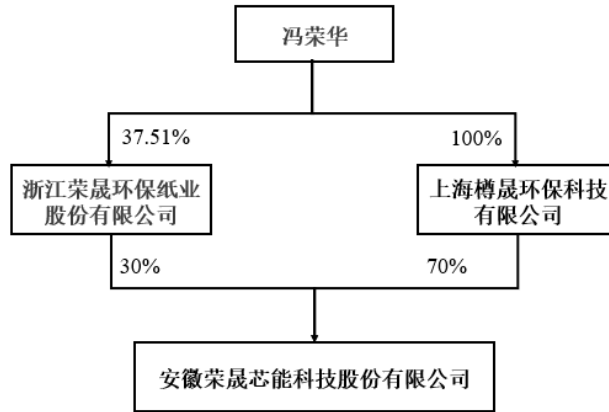 冯荣华
37.51%
100%
浙江荣晟环保纸业
股份有限公司
上海樽晟环保科技
有限公司
30%
70%
安徽荣晟芯能科技股份有限公司